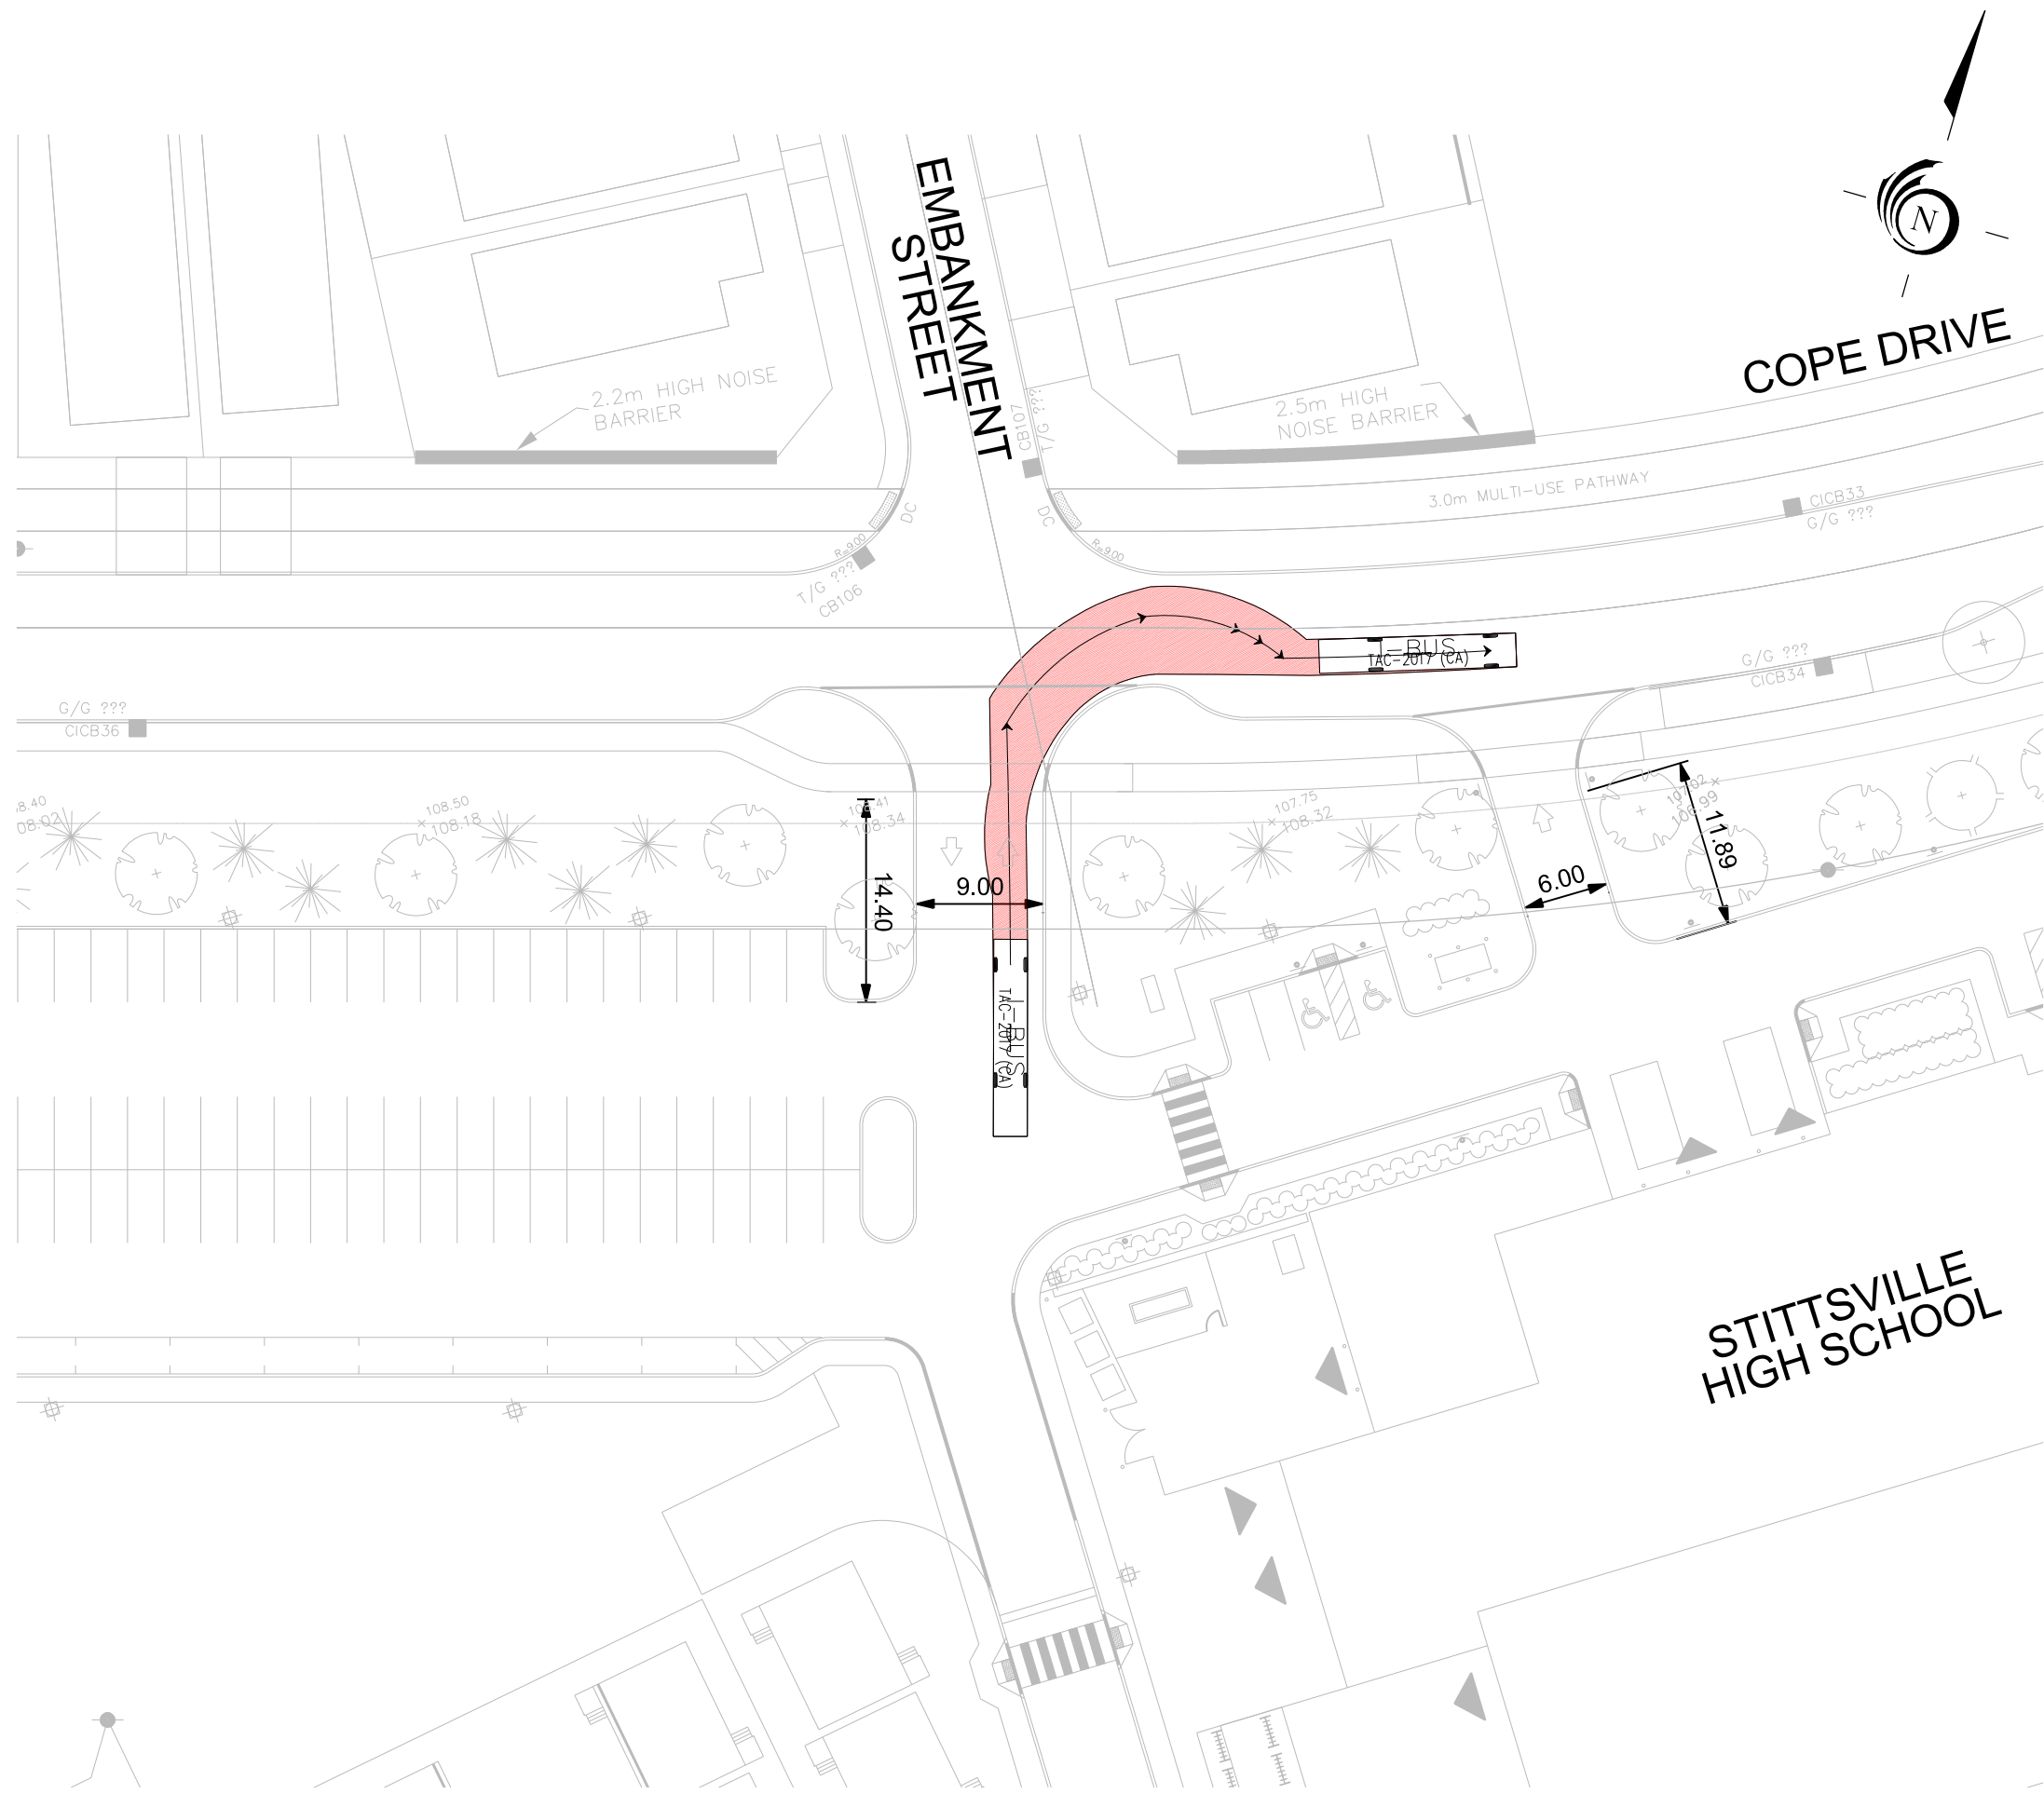 EMBANKMENT
STREET
N
COPE DRIVE
2.2m HIGH NOISE
BARRIER
2.5m HIGH
NOISE BARRIER
CB107
T/G ???
3.0m MULTI-USE PATHWAY
CICB33
G/G ???
DC
DC
R=9.00
R=9.00
T/G ???
CB106
I-BUS
TAC-2017 (CA)
G/G ???
CICB34
G/G ???
CICB36
108.50
108.18
108.34
107.75
108.32
14.40
9.00
6.00
11.89
I-BUS
TAC-2017 (CA)
STITTSVILLE
HIGH SCHOOL